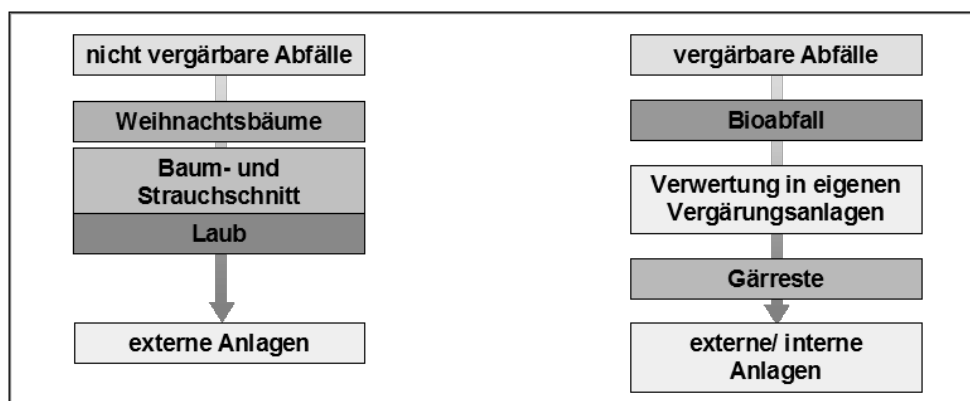 nicht vergärbare Abfälle
Weihnachtsbäume
Baum- und
Strauchschnitt
Laub
externe Anlagen
vergärbare Abfälle
Bioabfall
Verwertung in eigenen
Vergärungsanlagen
Gärreste
externe/ interne
Anlagen